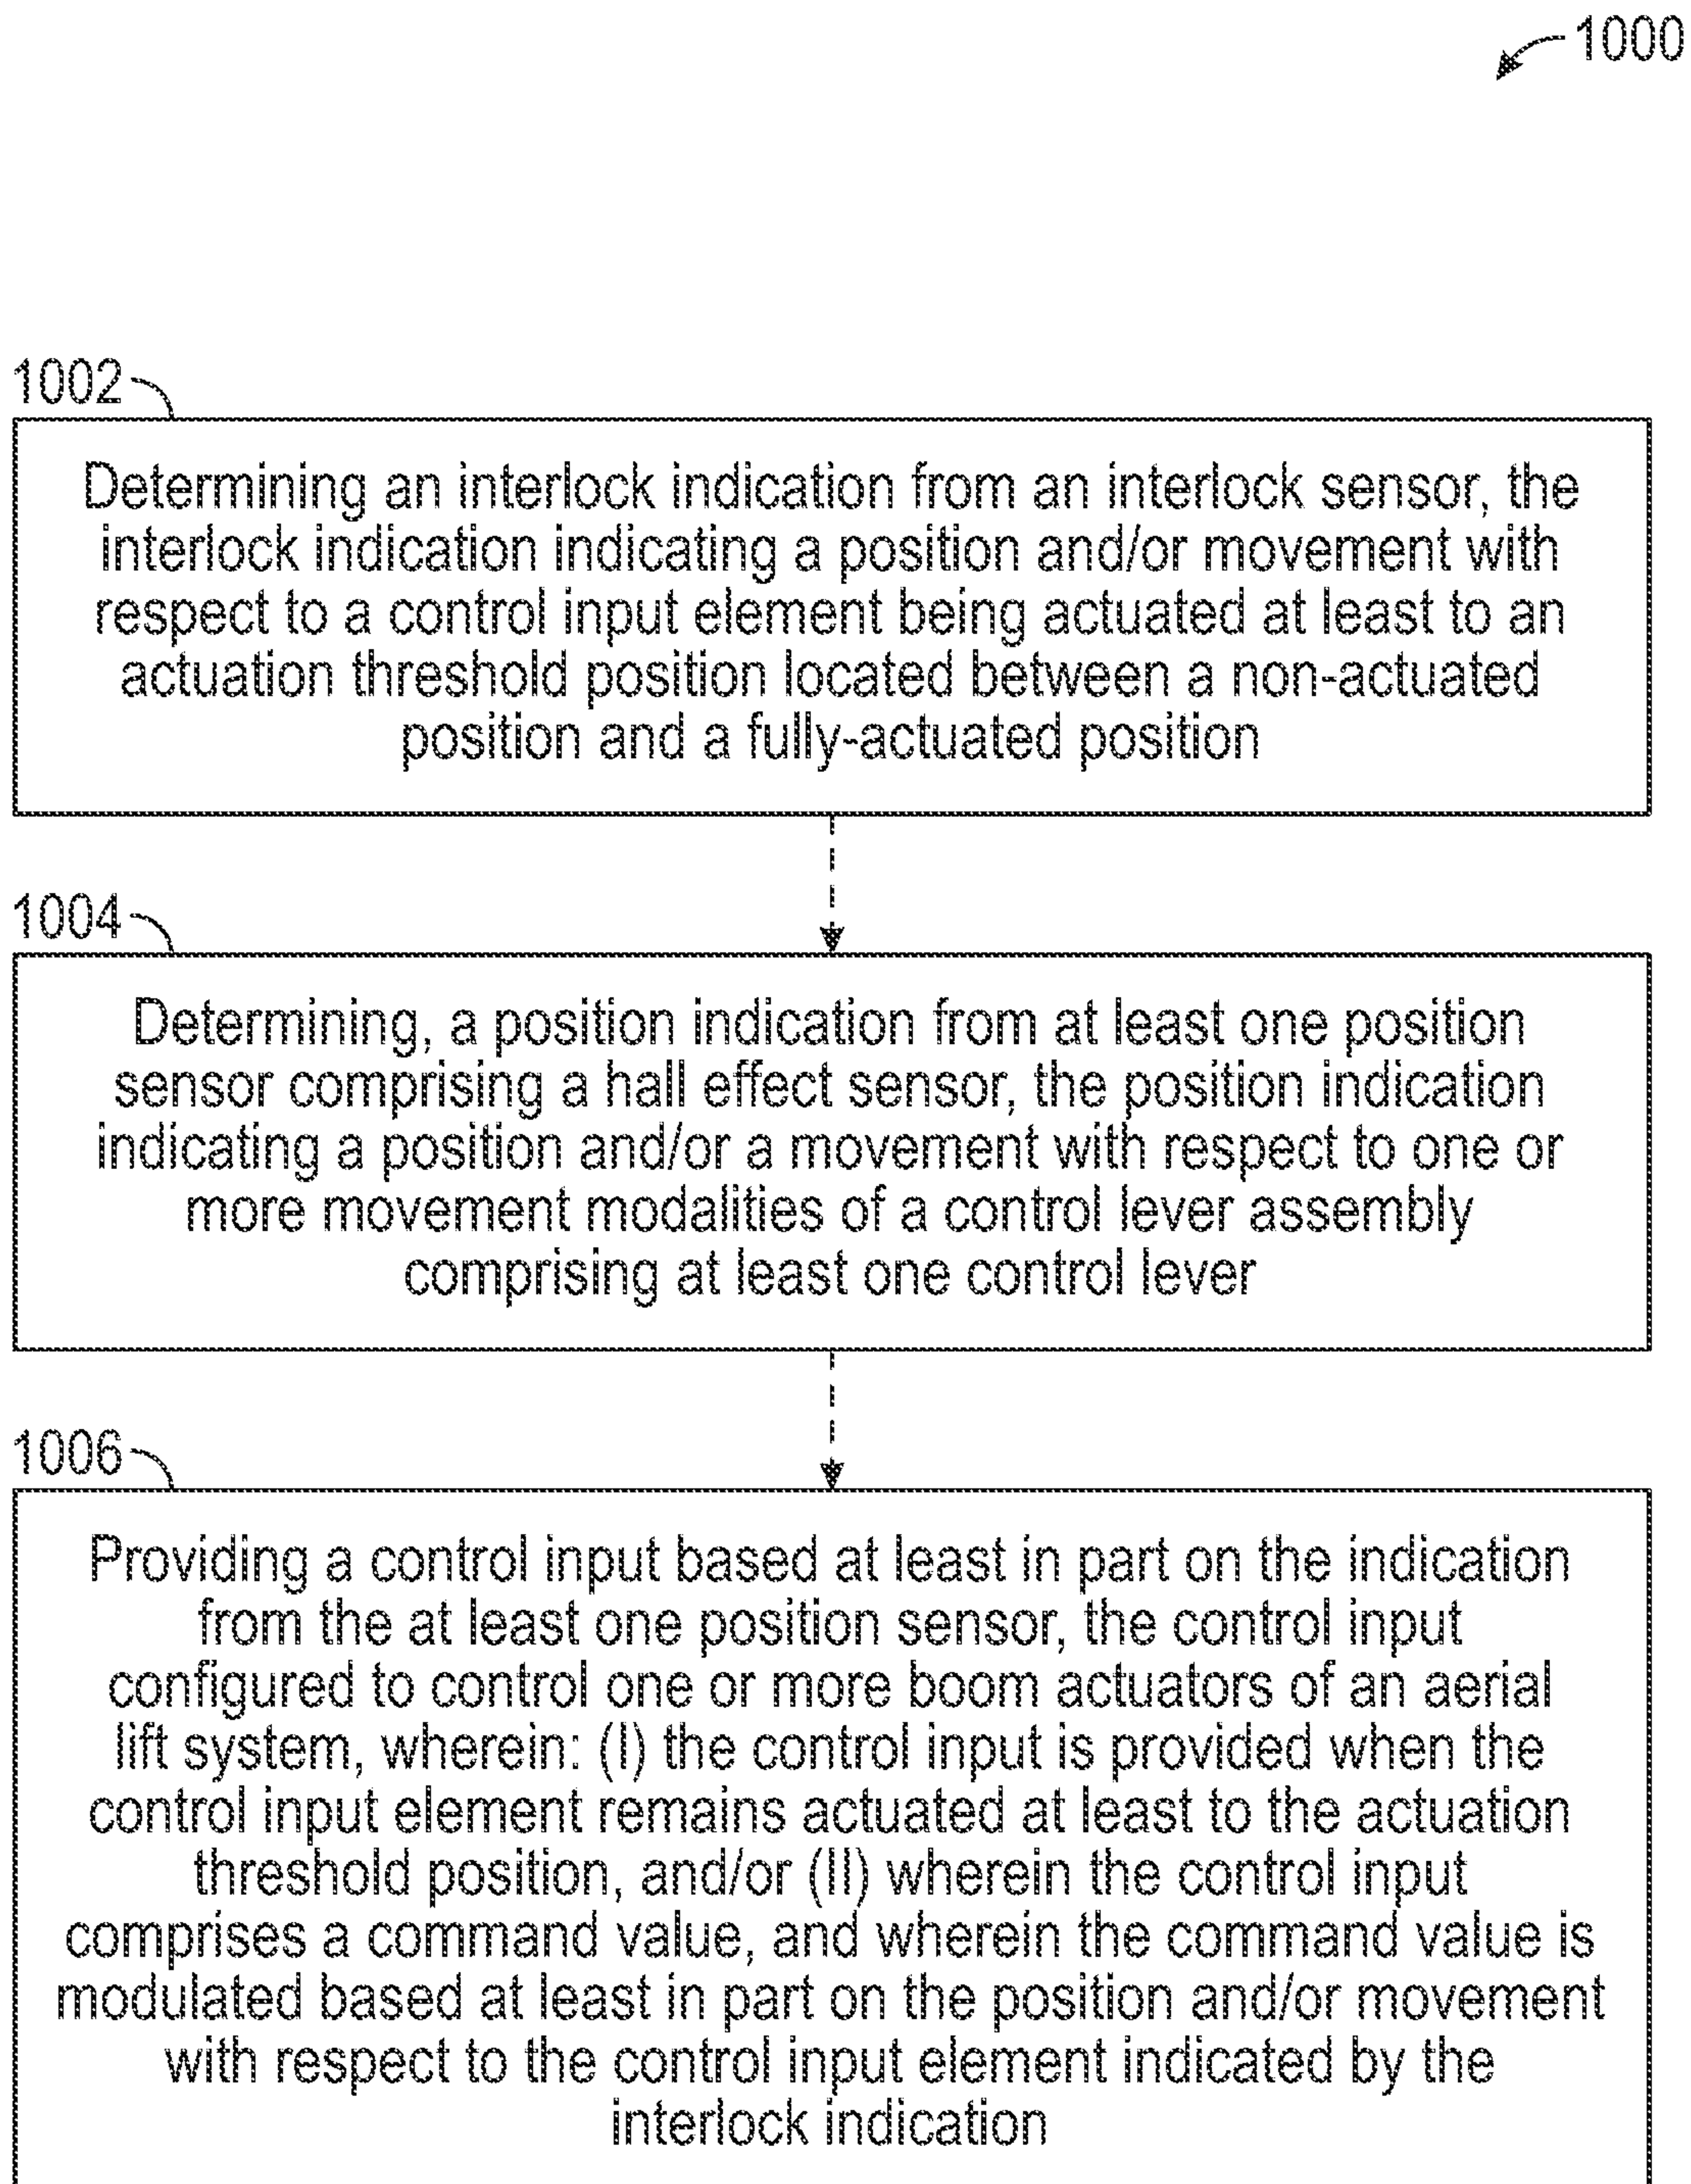 1000
1002
Determining an interlock indication from an interlock sensor, the
interlock indication indicating a position and/or movement with
respect to a control input element being actuated at least to an
actuation threshold position located between a non-actuated
position and a fully-actuated position
1004
Determining, a position indication from at least one position
sensor comprising a hall effect sensor, the position indication
indicating a position and/or a movement with respect to one or
more movement modalities of a control lever assembly
comprising at least one control lever
1006
Providing a control input based at least in part on the indication
from the at least one position sensor, the control input
configured to control one or more boom actuators of an aerial
lift system, wherein: (I) the control input is provided when the
control input element remains actuated at least to the actuation
threshold position, and/or (II) wherein the control input
comprises a command value, and wherein the command value is
modulated based at least in part on the position and/or movement
with respect to the control input element indicated by the
interlock indication